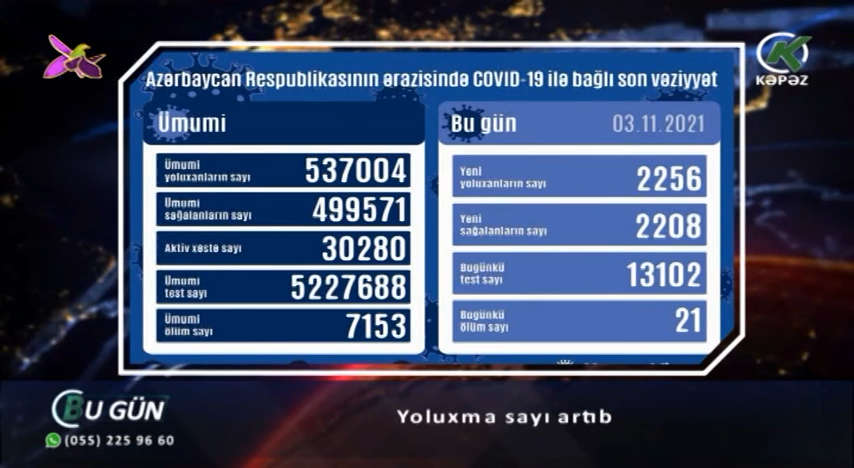 KƏPƏZ
Azərbaycan Respublikasının ərazisində COVID-19 ilə bağlı son vəziyyət
Ümumi
Ümumi
yoluxanların sayı
537004
Ümumi
sağalanların sayı
499571
Aktiv xəstə sayı
30280
Ümumi
test sayı
5227688
Ümumi
ölüm sayı
7153
Bu gün 03.11.2021
Yeni
yoluxanların sayı
2256
Yeni
sağalanların sayı
2208
Bugünkü
test sayı
13102
Bugünkü
ölüm sayı
21
BU GÜN
(055) 225 96 60
Yoluxma sayı artıb